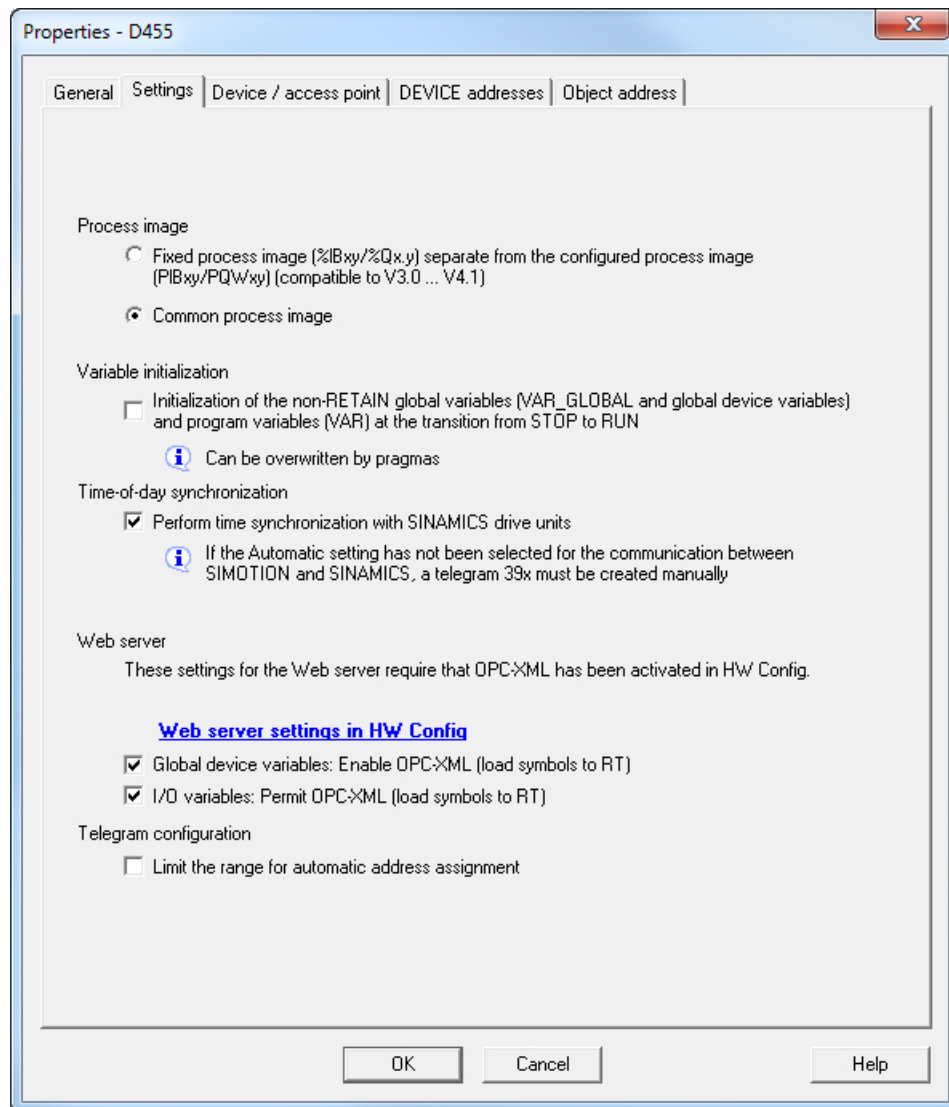 Properties - D455
General
Settings
Device / access point
DEVICE addresses
Object address
Process image
Fixed process image (%IBxy/%Qx.y) separate from the configured process image
(PIBxy/PQWxy) (compatible to V3.0 ... V4.1)
Common process image
Variable initialization
Initialization of the non-RETAIN global variables (VAR_GLOBAL and global device variables)
and program variables (VAR) at the transition from STOP to RUN
Can be overwritten by pragmas
Time-of-day synchronization
Perform time synchronization with SINAMICS drive units
If the Automatic setting has not been selected for the communication between
SIMOTION and SINAMICS, a telegram 39x must be created manually
Web server
These settings for the Web server require that OPC-XML has been activated in HW Config.
Web server settings in HW Config
Global device variables: Enable OPC-XML (load symbols to RT)
I/O variables: Permit OPC-XML (load symbols to RT)
Telegram configuration
Limit the range for automatic address assignment
OK
Cancel
Help